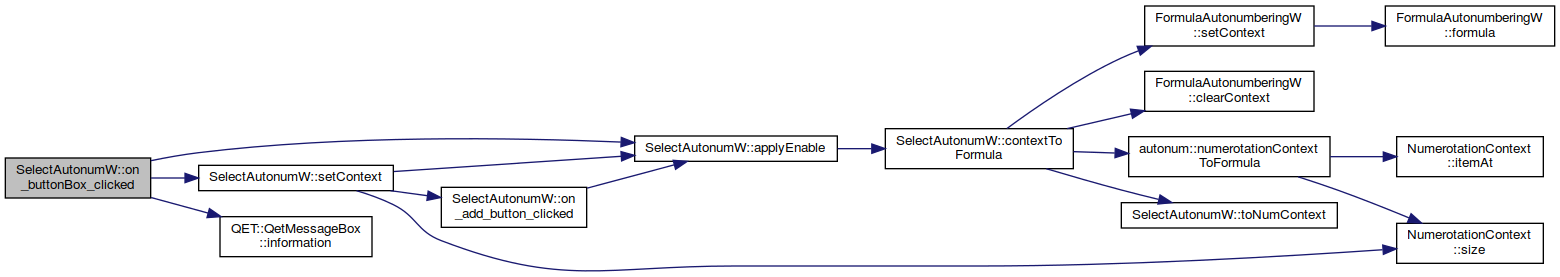 SelectAutonumW::on
_buttonBox_clicked
SelectAutonumW::setContext
QET::QetMessageBox
::information
SelectAutonumW::on
_add_button_clicked
SelectAutonumW::applyEnable
SelectAutonumW::contextTo
Formula
FormulaAutonumberingW
::setContext
FormulaAutonumberingW
::clearContext
autonum::numerotationContext
ToFormula
SelectAutonumW::toNumContext
FormulaAutonumberingW
::formula
NumerotationContext
::itemAt
NumerotationContext
::size